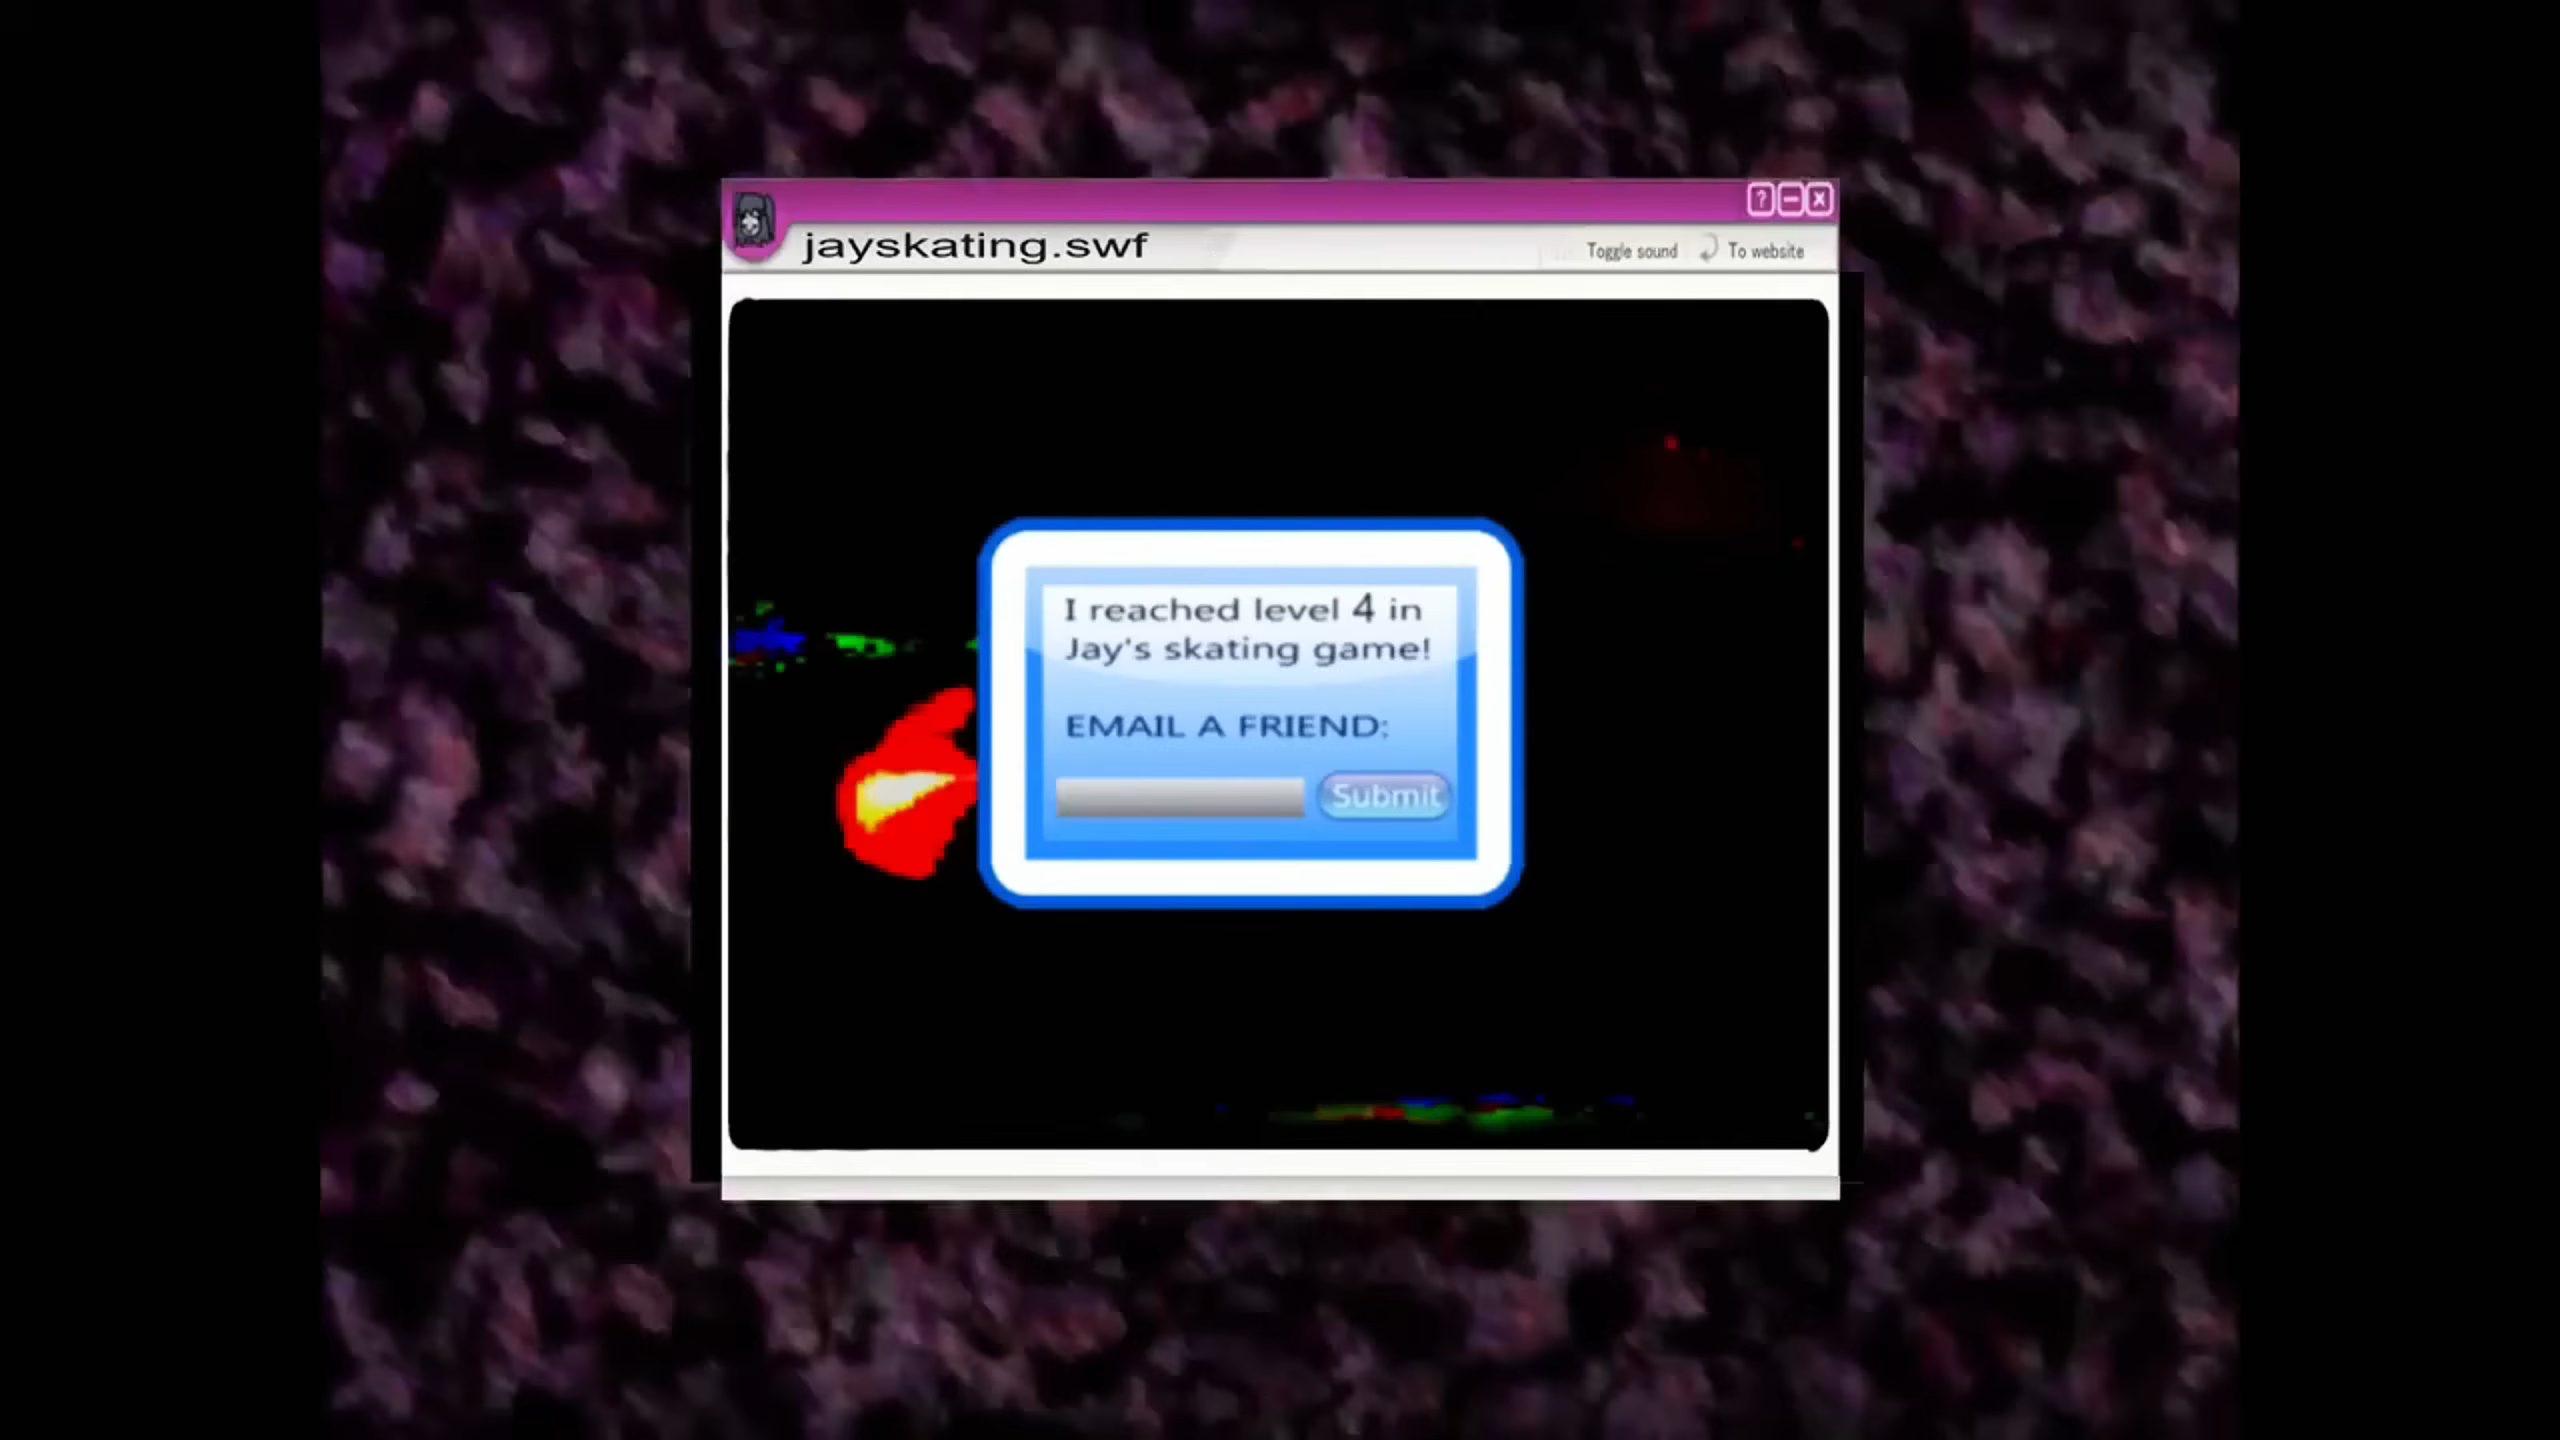 jayskating.swf
Toggle sound
To website
I reached level 4 in
Jay's skating game!
EMAIL A FRIEND:
Submit